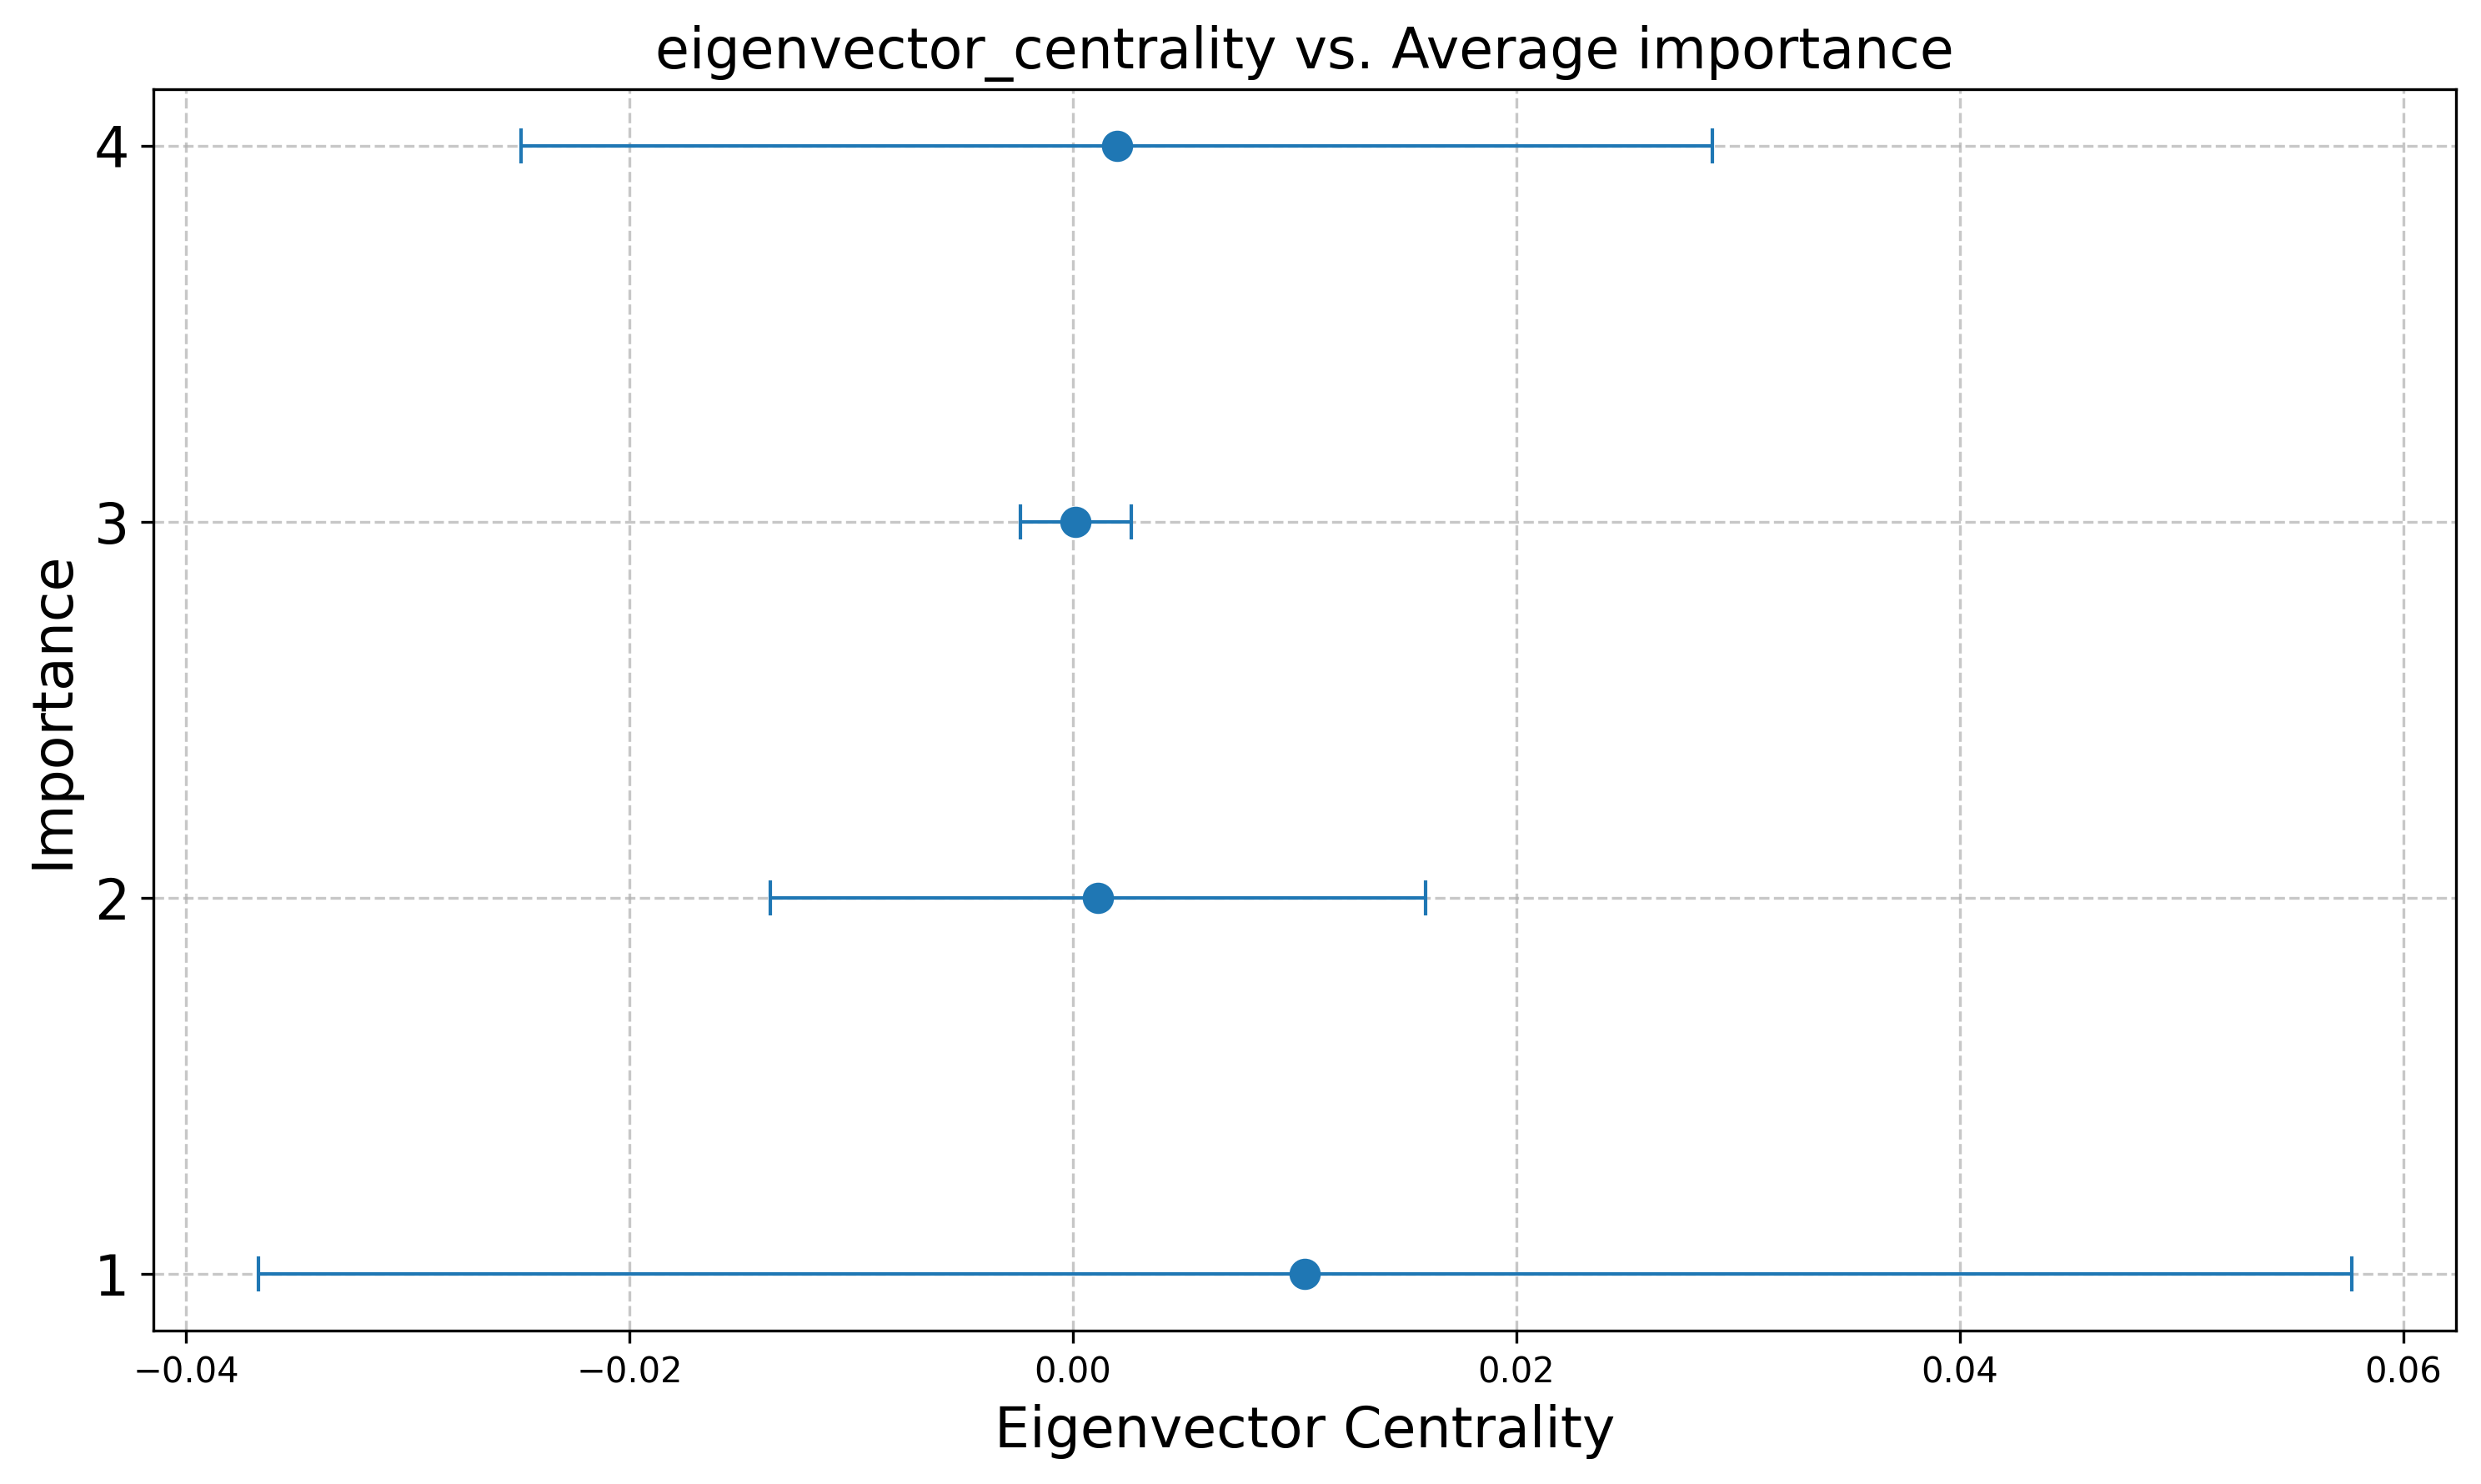 eigenvector_centrality vs. Average importance
4
3
2
1
Importance
−0.04 −0.02 0.00 0.02 0.04 0.06
Eigenvector Centrality